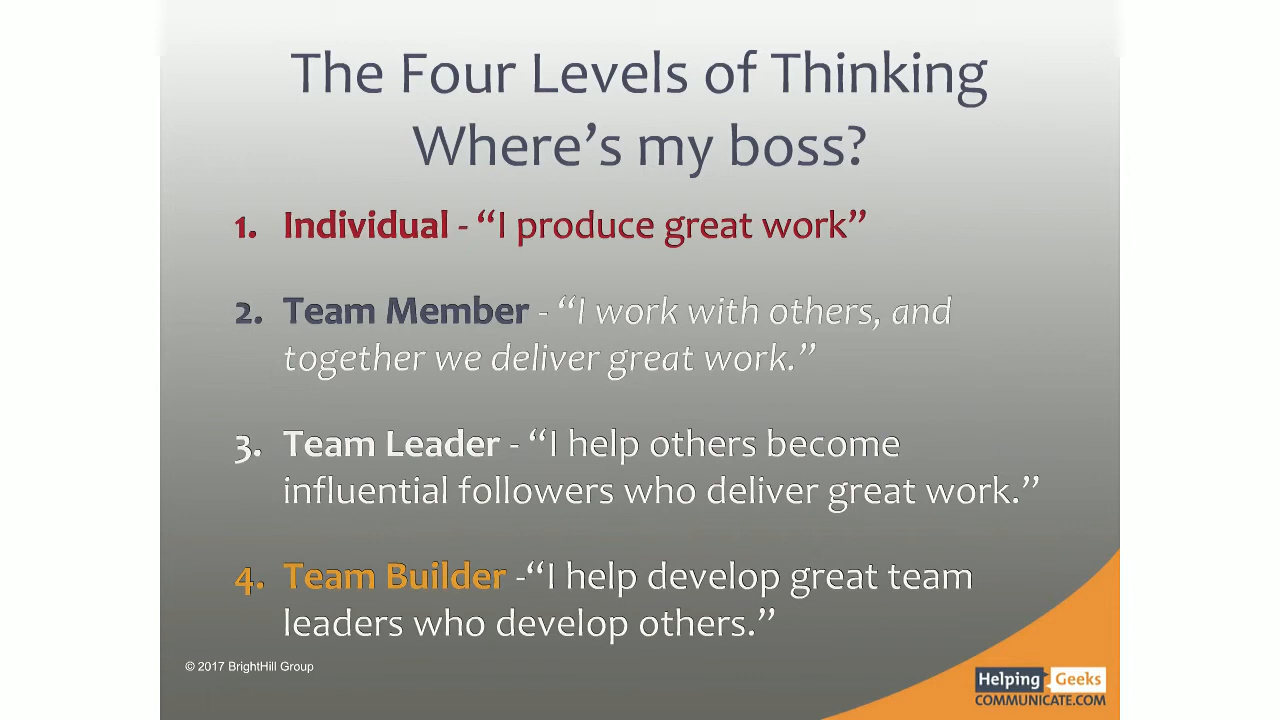 The Four Levels of Thinking
Where’s my boss?
1. Individual - “I produce great work”
2. Team Member - “I work with others, and
together we deliver great work.”
3. Team Leader - “I help others become
influential followers who deliver great work.”
4. Team Builder -“I help develop great team
leaders who develop others.”
© 2017 BrightHill Group
Helping Geeks
COMMUNICATE.COM